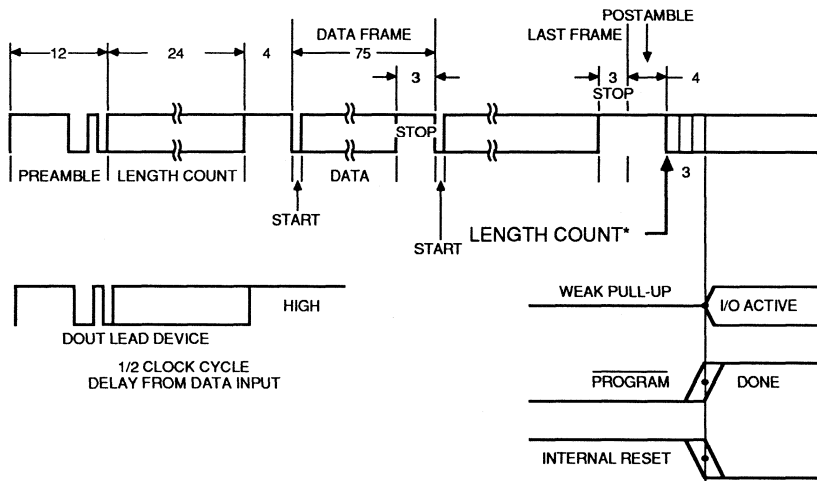 POSTAMBLE
DATA FRAME
LAST FRAME
12
24
4
75
3
3
4
STOP
STOP
PREAMBLE
LENGTH COUNT
DATA
3
START
START
LENGTH COUNT*
WEAK PULL-UP
I/O ACTIVE
HIGH
DOUT LEAD DEVICE
1/2 CLOCK CYCLE
DELAY FROM DATA INPUT
PROGRAM
DONE
INTERNAL RESET